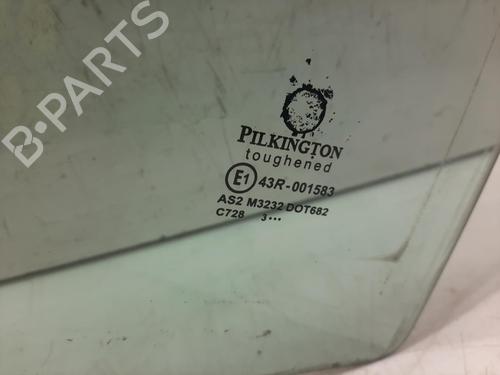 B-PARTS
PILKINGTON
toughened
E1 43R-001583
AS2 M3232 DOT682
C728 3•••